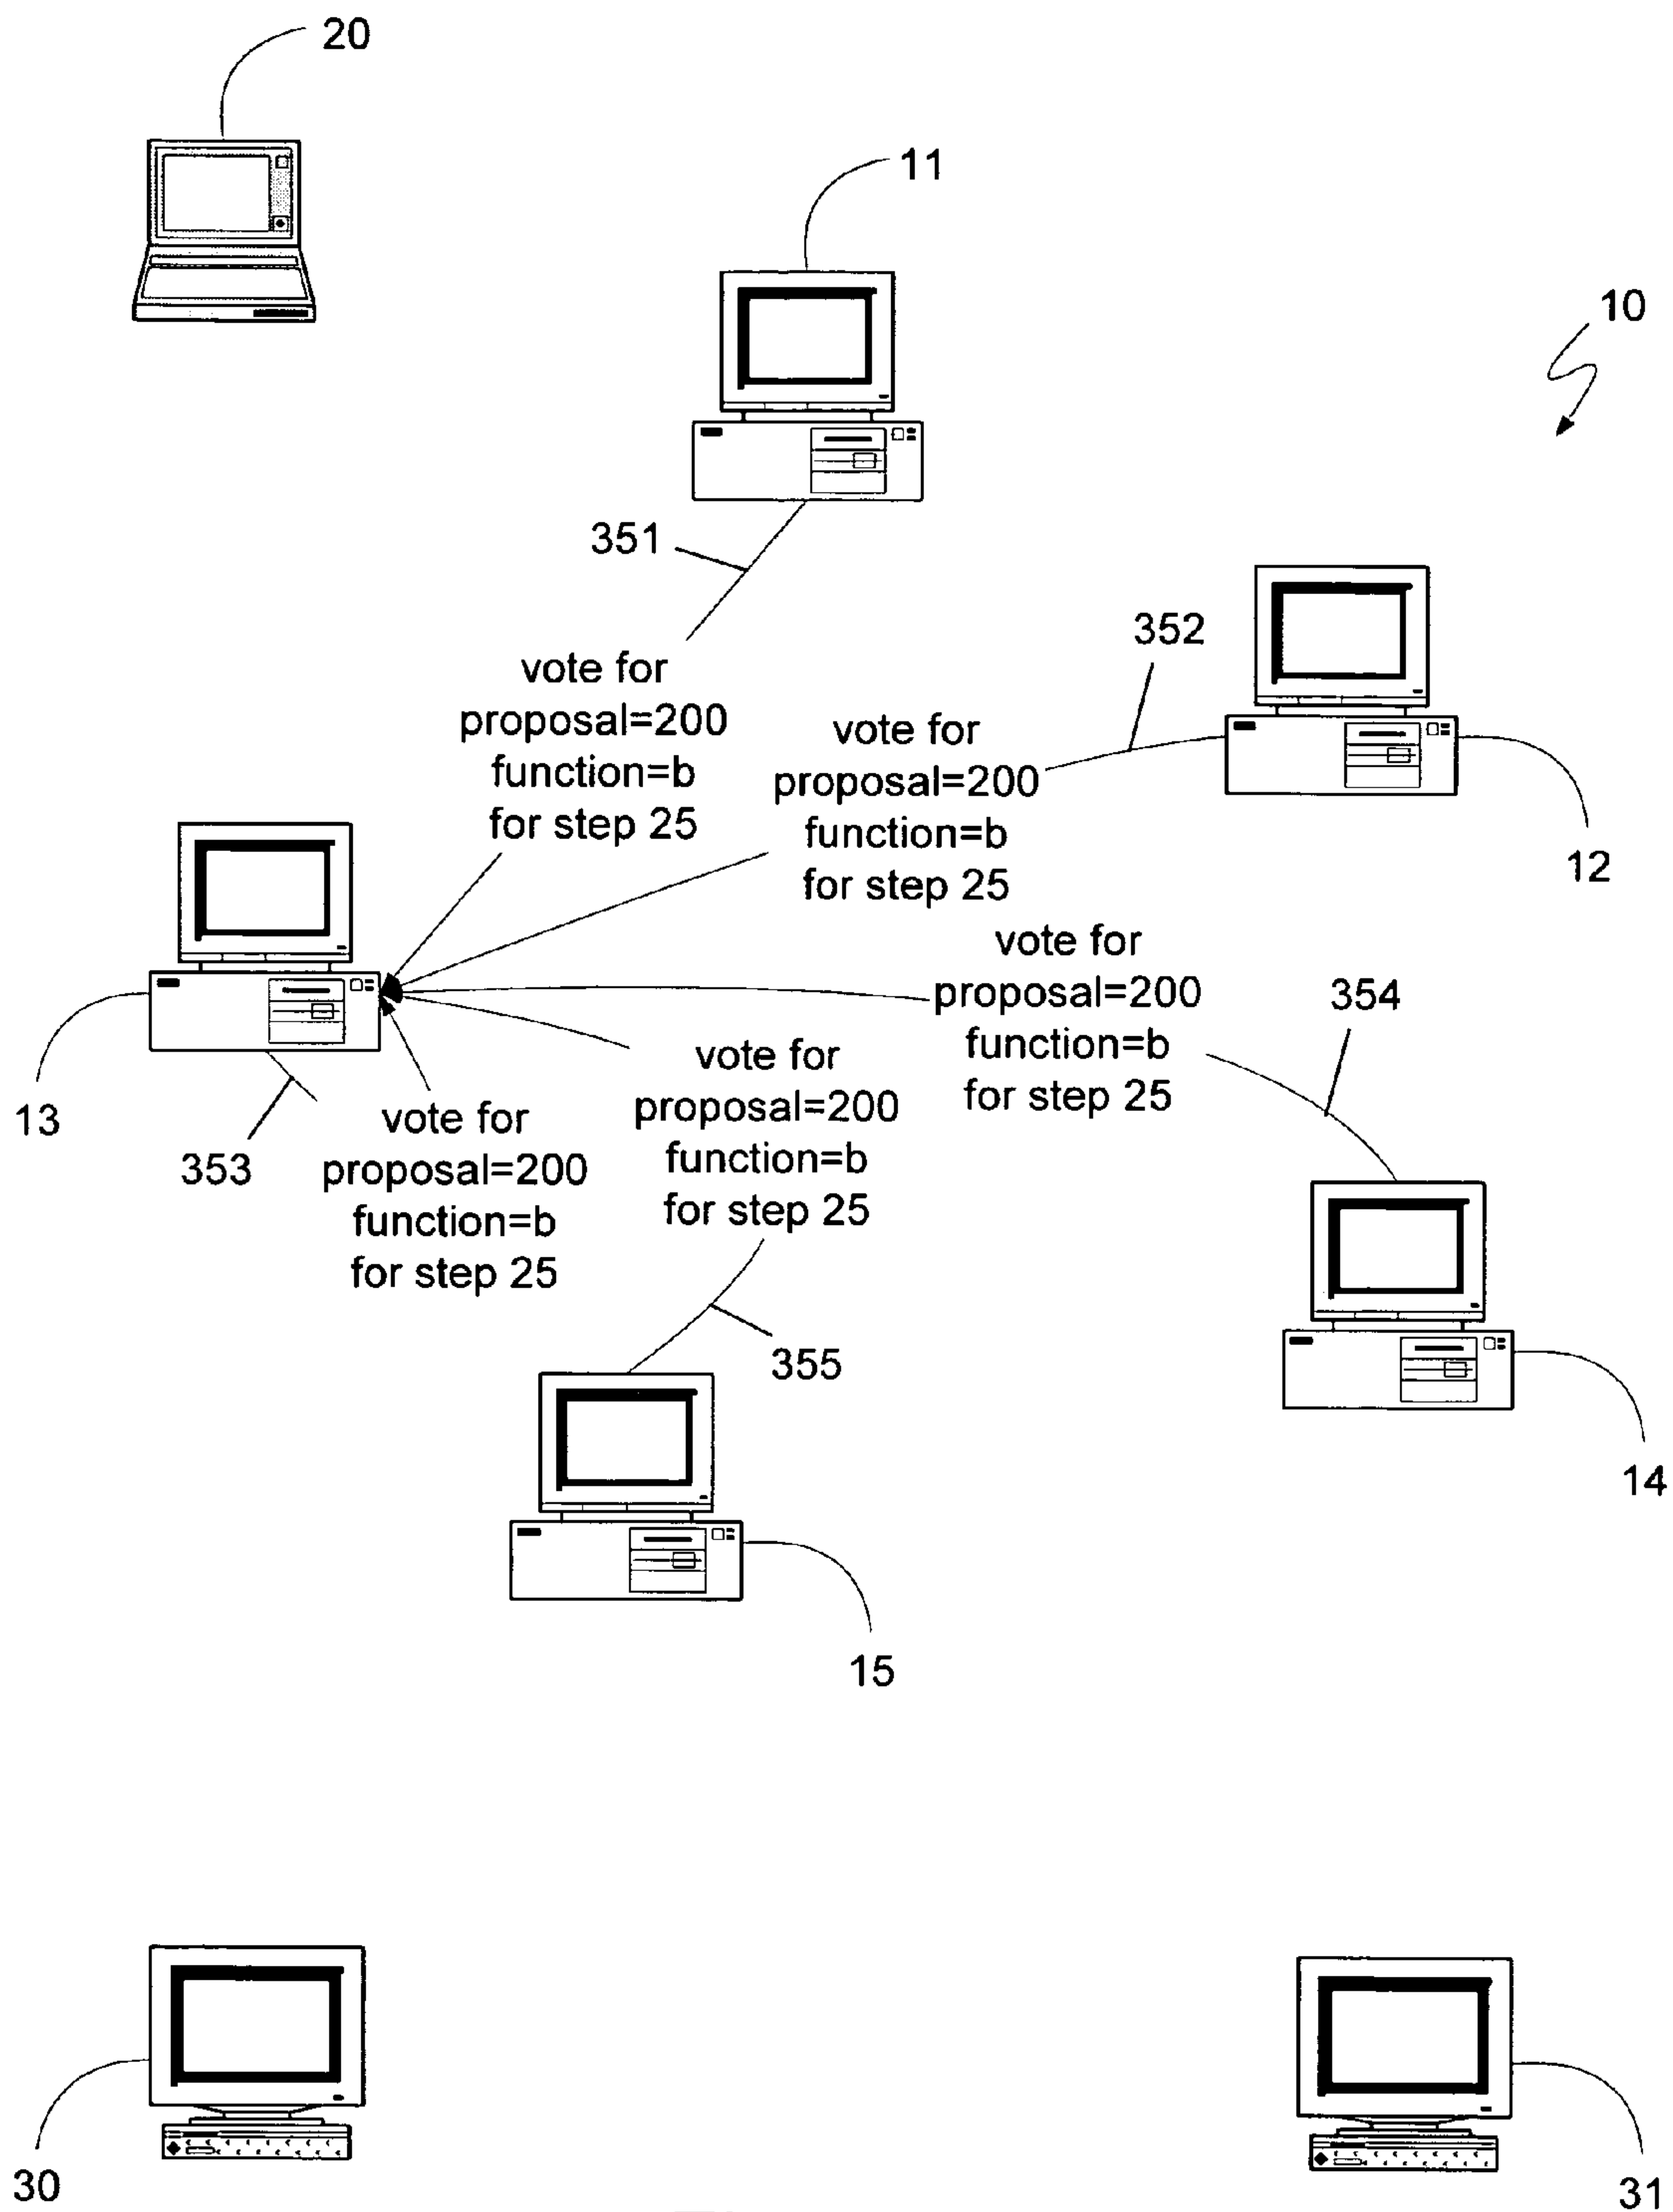 20
11
10
351
352
vote for
proposal=200
function=b
for step 25
vote for
proposal=200
function=b
for step 25
12
vote for
proposal=200
function=b
for step 25
354
13
353
vote for
proposal=200
function=b
for step 25
vote for
proposal=200
function=b
for step 25
355
14
15
30
31